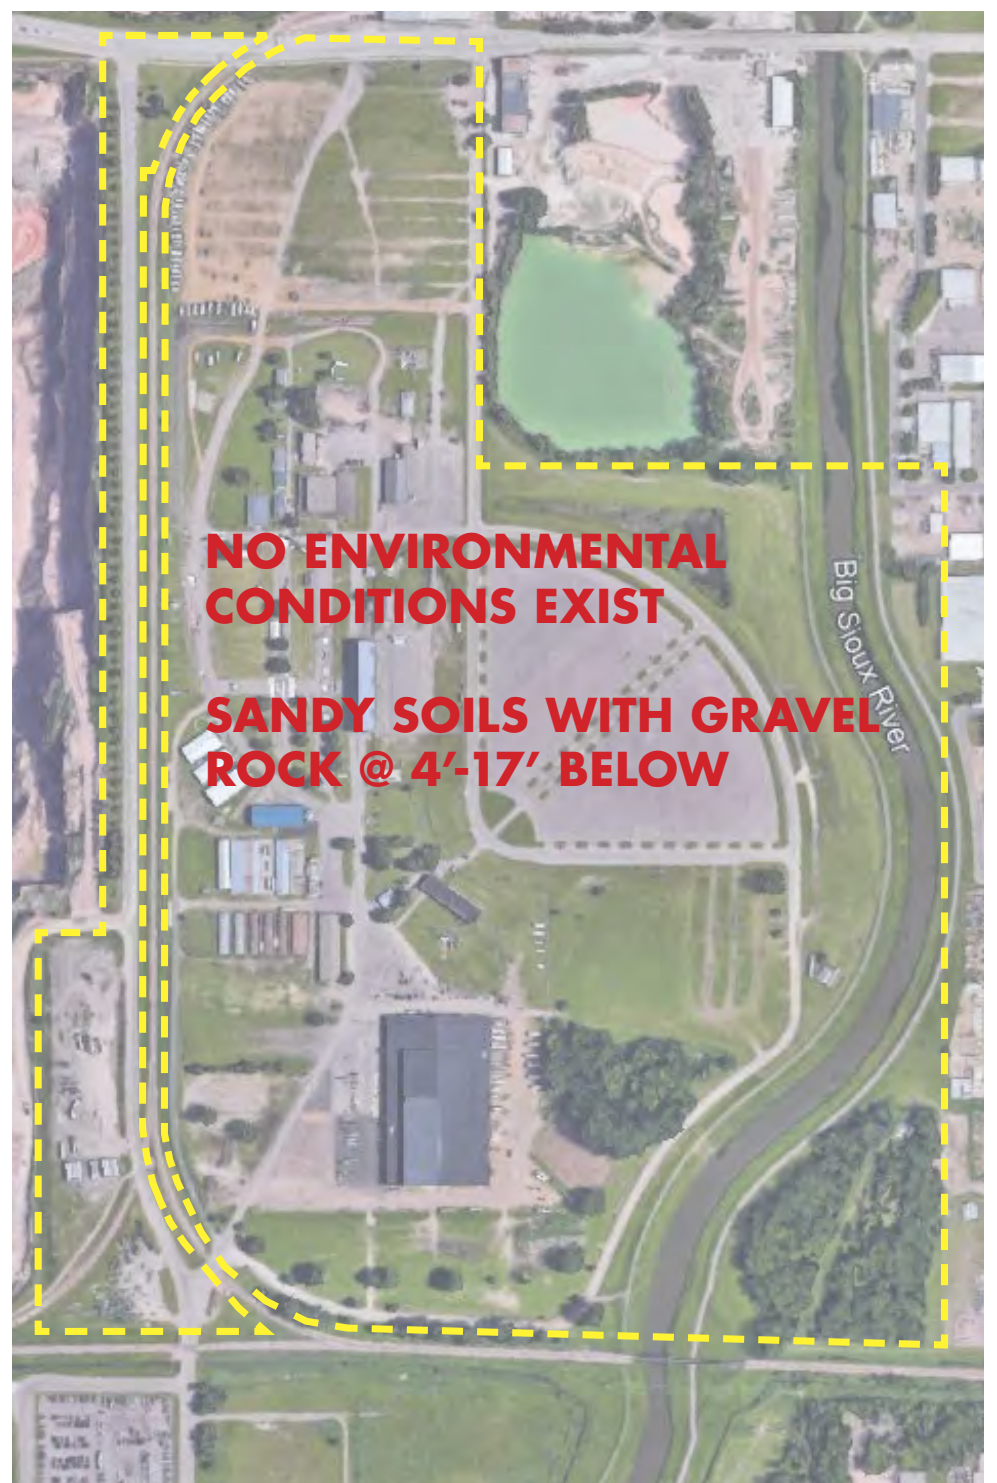 NO ENVIRONMENTAL
CONDITIONS EXIST
Big Sioux River
SANDY SOILS WITH GRAVEL
ROCK @ 4’-17’ BELOW